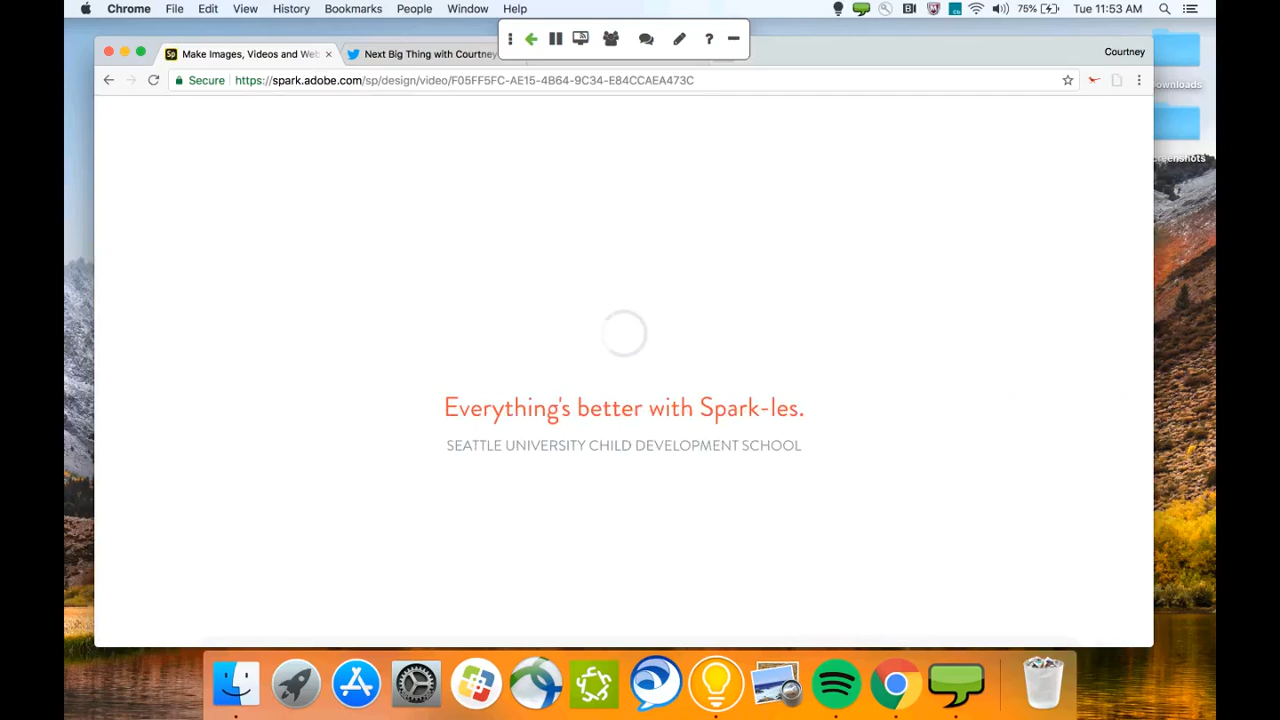 Chrome File Edit View History Bookmarks People Window Help
75% Tue 11:53 AM
Sp Make Images, Videos and Web
Next Big Thing with Courtney
Courtney
Secure https://spark.adobe.com/sp/design/video/F05FF5FC-AE15-4B64-9C34-E84CCAEA473C
Everything's better with Spark-les.
SEATTLE UNIVERSITY CHILD DEVELOPMENT SCHOOL